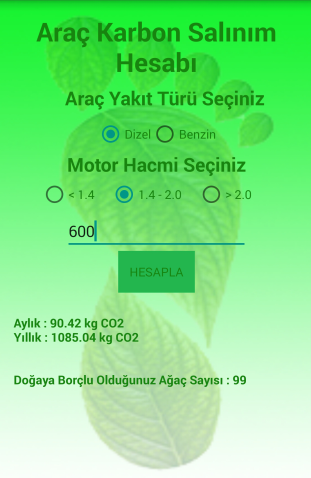 Araç Karbon Salınım
Hesabı
Araç Yakıt Türü Seçiniz
Dizel Benzin
Motor Hacmi Seçiniz
< 1.4 1.4 - 2.0 > 2.0
600
HESAPLA
Aylık : 90.42 kg CO2
Yıllık : 1085.04 kg CO2
Doğaya Borçlu Olduğunuz Ağaç Sayısı : 99